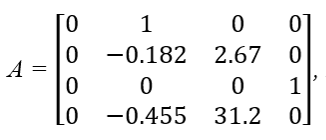 0 1 0 0
0 −0.182 2.67 0
A = 0 0 0 1 ,
0 −0.455 31.2 0